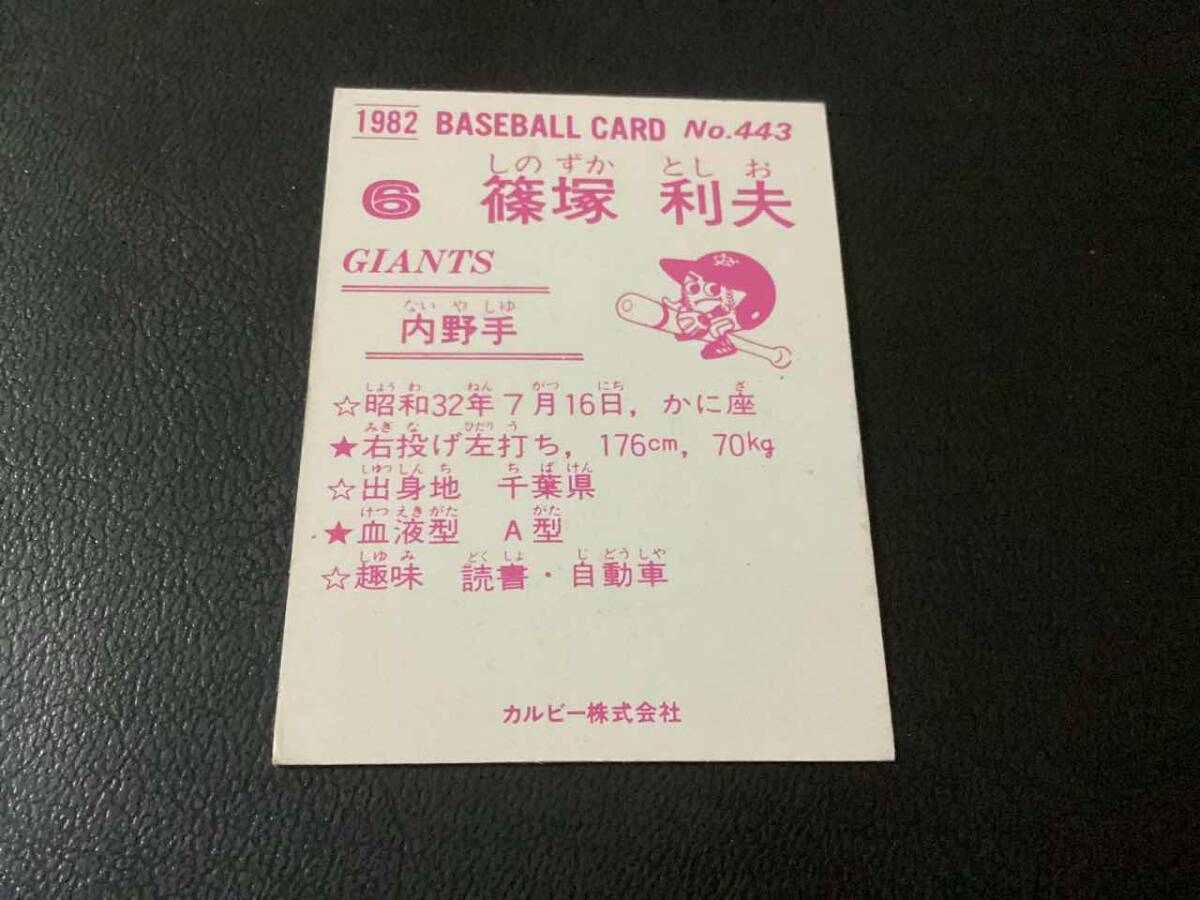 1982 BASEBALL CARD No.443
しの ずか とし お
6 篠塚 利夫
GIANTS
ない や しゆ
内野手
しょう わ ねん がつ にち ざ
☆昭和32年7月16日, かに座
みぎ な ひだり う
★右投げ左打ち, 176cm, 70kg
しゆつ しん ち ち ば けん
☆出身地 千葉県
けつ えき がた がた
★血液型 A型
しゆ み どく しょ じ どう しや
☆趣味 読書・自動車
カルビー株式会社